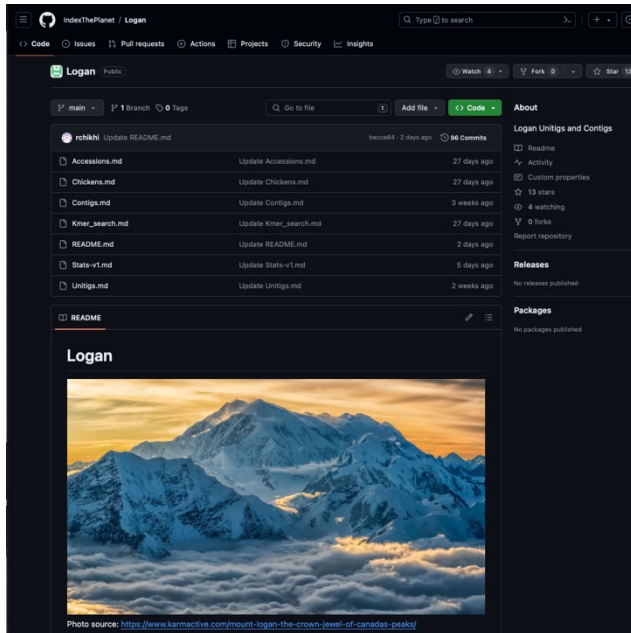 IndexThePlanet / Logan
Type / to search
Code Issues Pull requests Actions Projects Security Insights
Logan Public
Watch 4 Fork 0 Star 13
main 1 Branch 0 Tags Go to file t Add file Code
rchikhi Update README.md becce64 · 2 days ago 96 Commits
Accessions.md Update Accessions.md 27 days ago
Chickens.md Update Chickens.md 27 days ago
Contigs.md Update Contigs.md 3 weeks ago
Kmer_search.md Update Kmer_search.md 27 days ago
README.md Update README.md 2 days ago
Stats-v1.md Update Stats-v1.md 5 days ago
Unitigs.md Update Unitigs.md 2 weeks ago
README
Logan
Photo source: https://www.karmactive.com/mount-logan-the-crown-jewel-of-canadas-peaks/
About
Logan Unitigs and Contigs
Readme
Activity
Custom properties
13 stars
4 watching
0 forks
Report repository
Releases
No releases published
Packages
No packages published